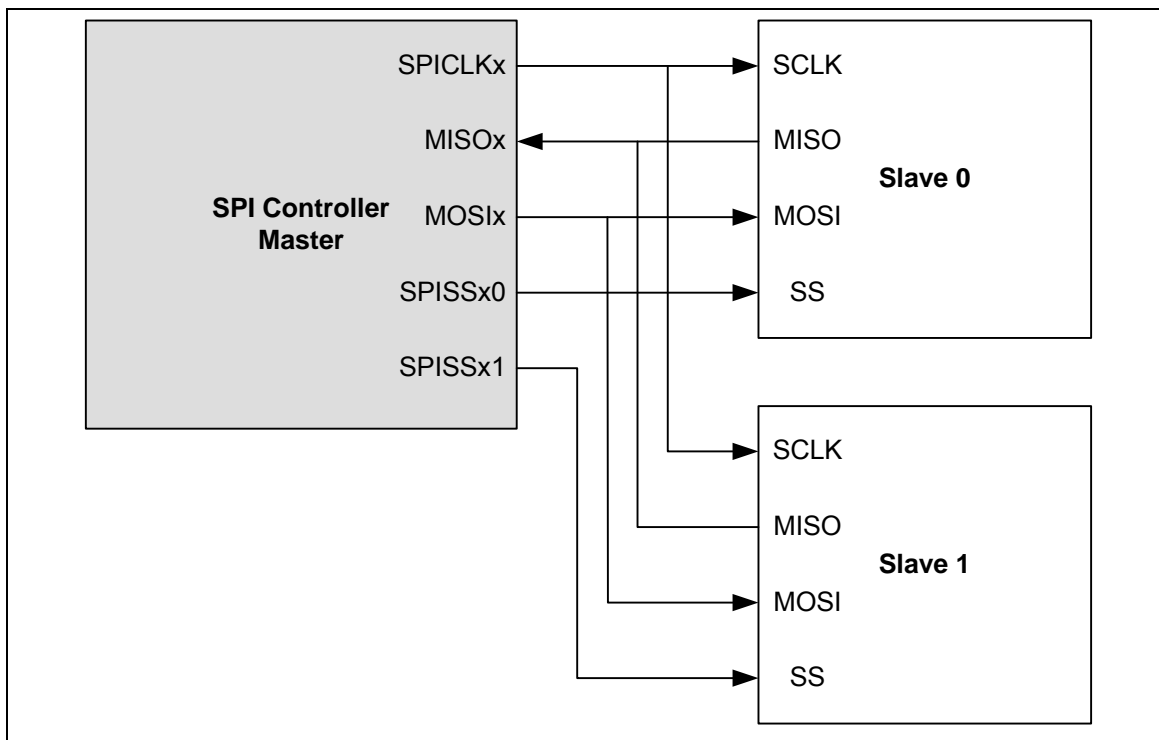 SPICLKx
MISOx
SPI Controller
Master
MOSIx
SPISSx0
SPISSx1
SCLK
MISO
Slave 0
MOSI
SS
SCLK
MISO
Slave 1
MOSI
SS